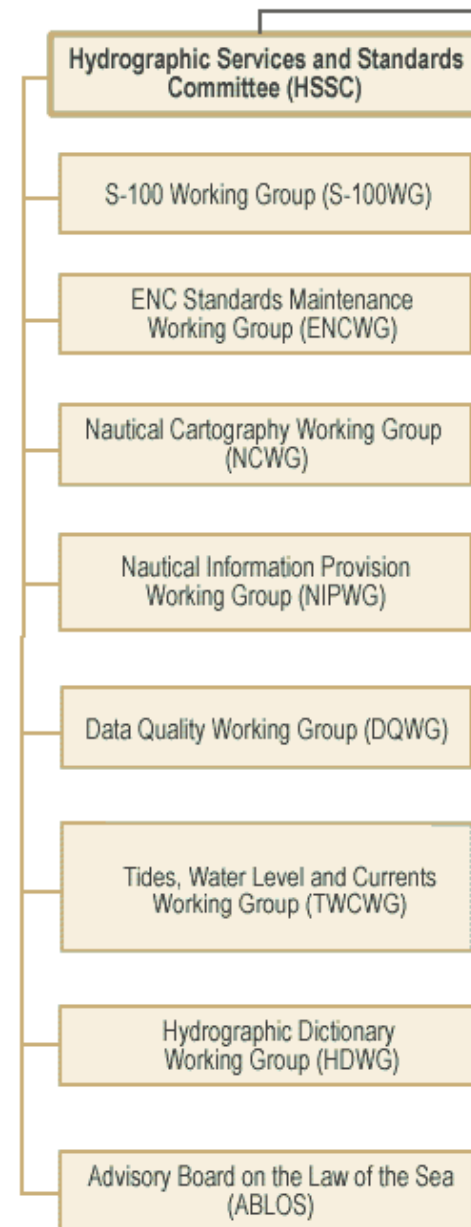 Hydrographic Services and Standards
Committee (HSSC)
S-100 Working Group (S-100WG)
ENC Standards Maintenance
Working Group (ENCWG)
Nautical Cartography Working Group
(NCWG)
Nautical Information Provision
Working Group (NIPWG)
Data Quality Working Group (DQWG)
Tides, Water Level and Currents
Working Group (TWCWG)
Hydrographic Dictionary
Working Group (HDWG)
Advisory Board on the Law of the Sea
(ABLOS)